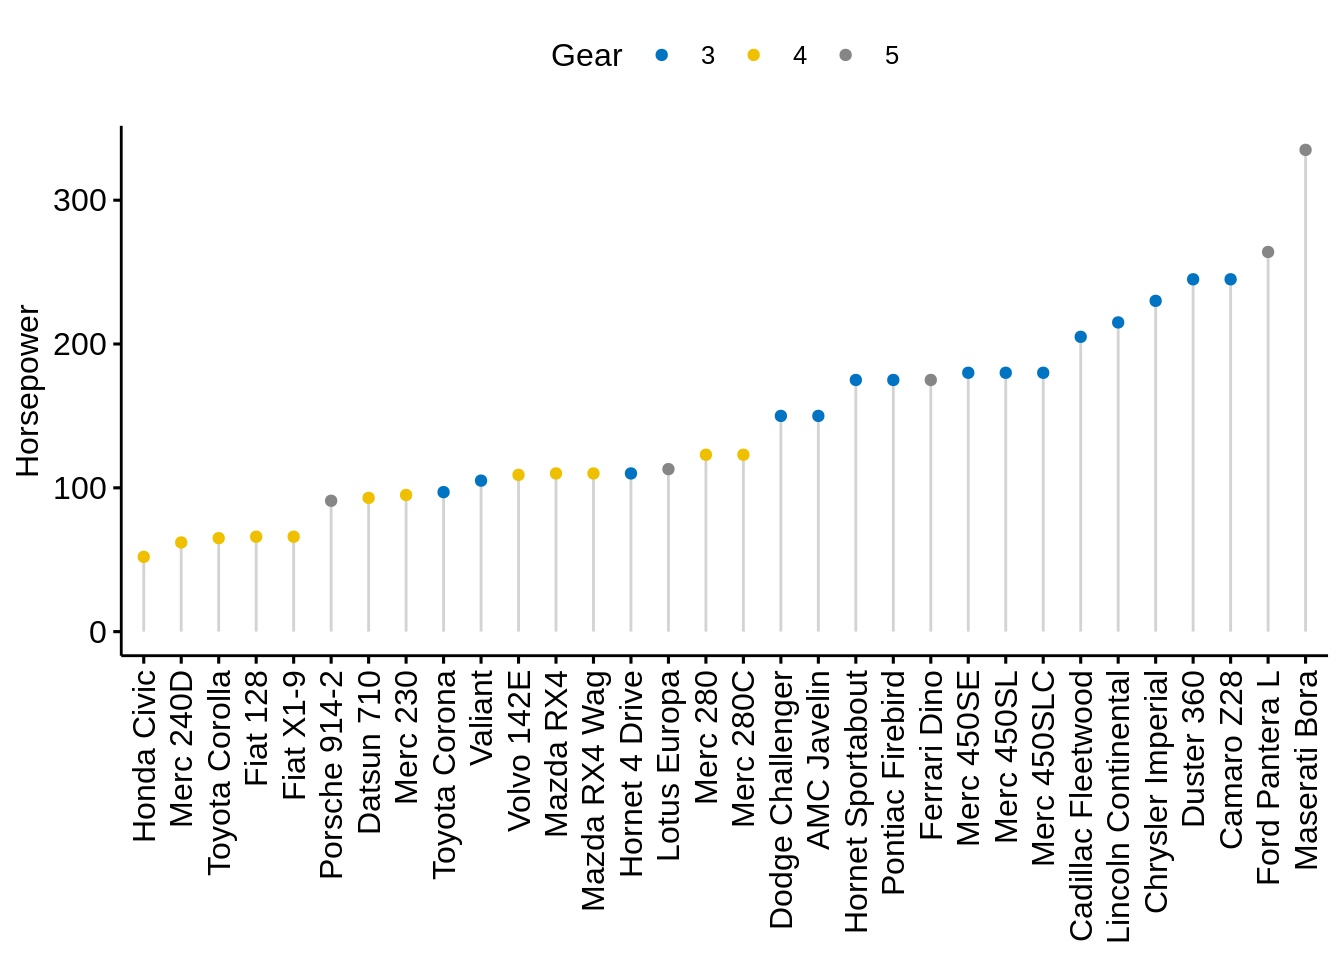 Gear 3 4 5
Horsepower
300
200
100
0
Honda Civic
Merc 240D
Toyota Corolla
Fiat 128
Fiat X1-9
Porsche 914-2
Datsun 710
Merc 230
Toyota Corona
Valiant
Volvo 142E
Mazda RX4
Mazda RX4 Wag
Hornet 4 Drive
Lotus Europa
Merc 280
Merc 280C
Dodge Challenger
AMC Javelin
Hornet Sportabout
Pontiac Firebird
Ferrari Dino
Merc 450SE
Merc 450SL
Merc 450SLC
Cadillac Fleetwood
Lincoln Continental
Chrysler Imperial
Duster 360
Camaro Z28
Ford Pantera L
Maserati Bora